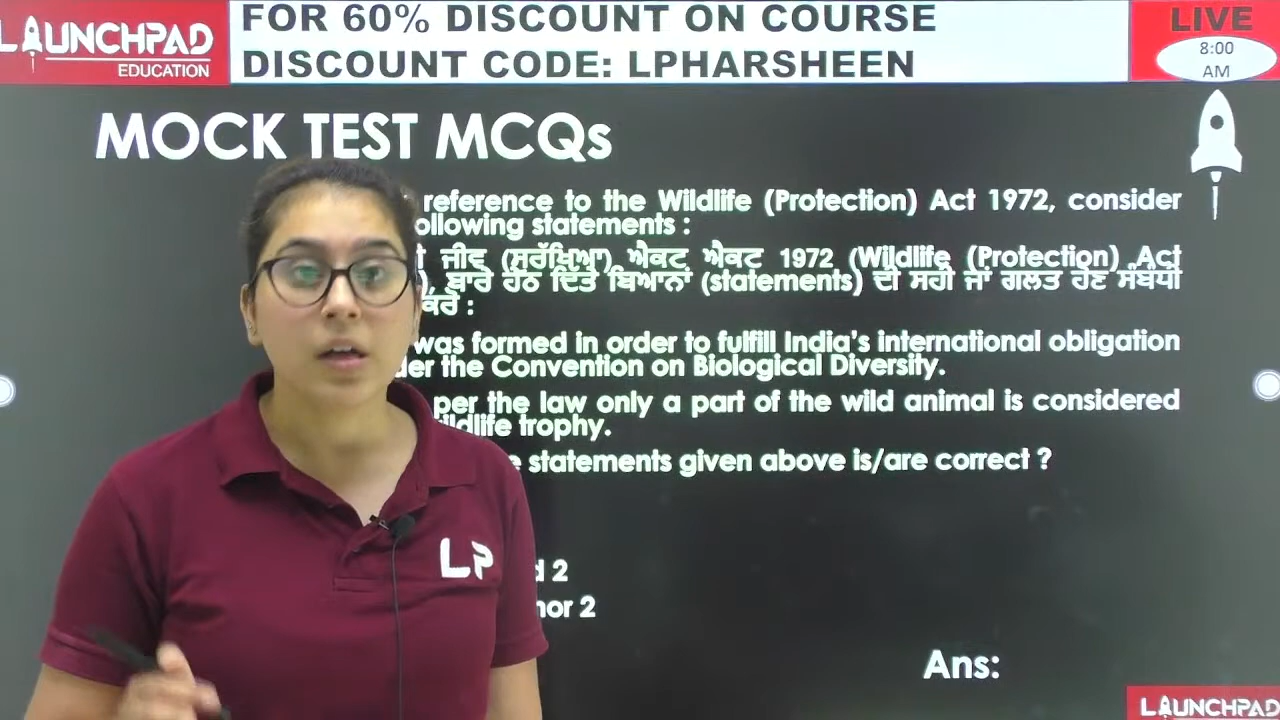 LAUNCHPAD
EDUCATION
FOR 60% DISCOUNT ON COURSE
DISCOUNT CODE: LPHARSHEEN
LIVE
8:00
AM
MOCK TEST MCQs
reference to the Wildlife (Protection) Act 1972, consider
following statements :
ਜੀਵ (ਸੁਰੱਖਿਆ) ਐਕਟ ਐਕਟ 1972 (Wildlife (Protection) Act
ਬਾਰੇ ਹੇਠ ਦਿੱਤੇ ਬਿਆਨਾਂ (statements) ਦੀ ਸਹੀ ਜਾਂ ਗਲਤ ਹੋਣ ਸੰਬੰਧੀ
ਕਰੋ :
was formed in order to fulfill India's international obligation
the Convention on Biological Diversity.
per the law only a part of the wild animal is considered
wildlife trophy.
statements given above is/are correct ?
2
nor 2
Ans:
LP
LAUNCHPAD